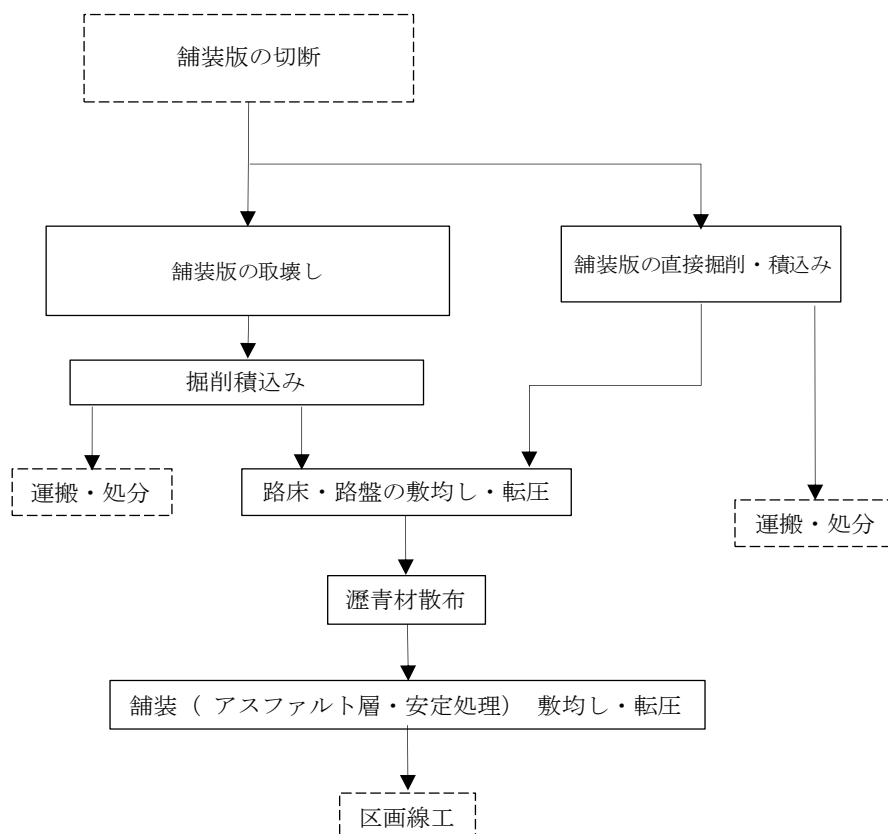 舗装版の切断
舗装版の取壊し
舗装版の直接掘削・積込み
掘削積込み
運搬・処分
路床・路盤の敷均し・転圧
運搬・処分
瀝青材散布
舗装（ アスファルト層・安定処理） 敷均し・転圧
区画線工